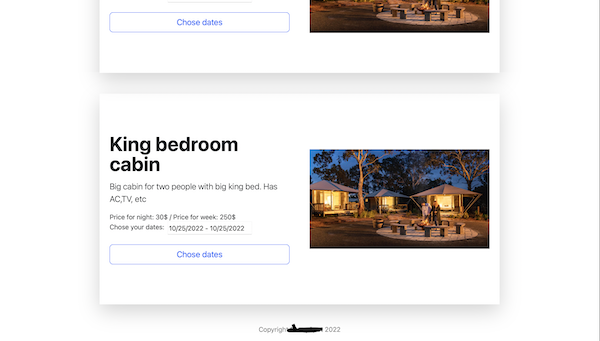 Chose dates
King bedroom
cabin
Big cabin for two people with big king bed. Has
AC,TV, etc
Price for night: 30$ / Price for week: 250$
Chose your dates: 10/25/2022 - 10/25/2022
Chose dates
Copyright 2022